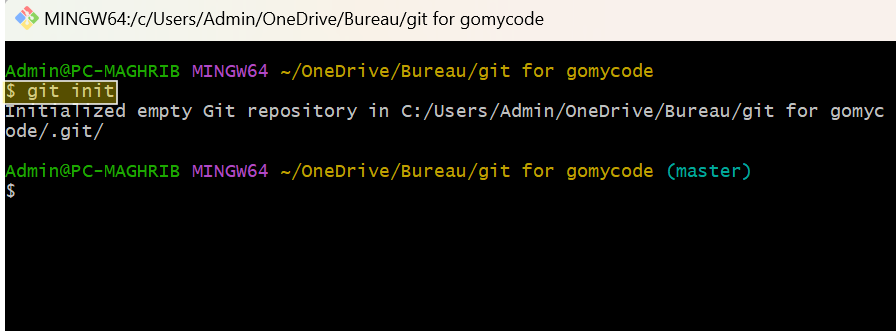 MINGW64:/c/Users/Admin/OneDrive/Bureau/git for gomycode
Admin@PC-MAGHRIB MINGW64 ~/OneDrive/Bureau/git for gomycode
$ git init
Initialized empty Git repository in C:/Users/Admin/OneDrive/Bureau/git for gomyc
ode/.git/
Admin@PC-MAGHRIB MINGW64 ~/OneDrive/Bureau/git for gomycode (master)
$